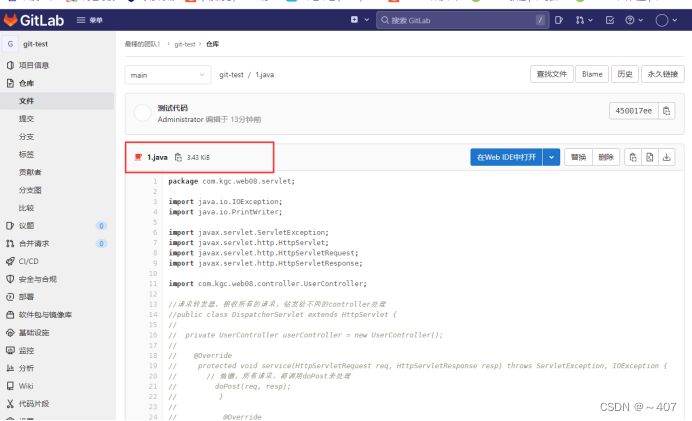 GitLab 菜单 搜索 GitLab /
G git-test
最棒的团队! > git-test > 仓库
项目信息
仓库
文件
提交
分支
标签
贡献者
分支图
比较
议题 0
合并请求 0
CI/CD
安全与合规
部署
软件包与镜像库
基础设施
监控
分析
Wiki
代码片段
main git-test / 1.java 查找文件 Blame 历史 永久链接
测试代码
Administrator 编辑于 13分钟前
450017ee
1.java 3.43 KiB 在Web IDE中打开 替换 删除
1 package com.kgc.web08.servlet;
2
3 import java.io.IOException;
4 import java.io.PrintWriter;
5
6 import javax.servlet.ServletException;
7 import javax.servlet.http.HttpServlet;
8 import javax.servlet.http.HttpServletRequest;
9 import javax.servlet.http.HttpServletResponse;
10
11 import com.kgc.web08.controller.UserController;
12
13 //请求转发器, 接收所有的请求, 转发给不同的controller处理
14 //public class DispatcherServlet extends HttpServlet {
15 //
16 // private UserController userController = new UserController();
17 //
18 // @Override
19 // protected void service(HttpServletRequest req, HttpServletResponse resp) throws ServletException, IOException {
20 // // 偷懒, 所有请求, 都调用doPost来处理
21 // doPost(req, resp);
22 // }
23 //
24 // @Override
CSDN @～407